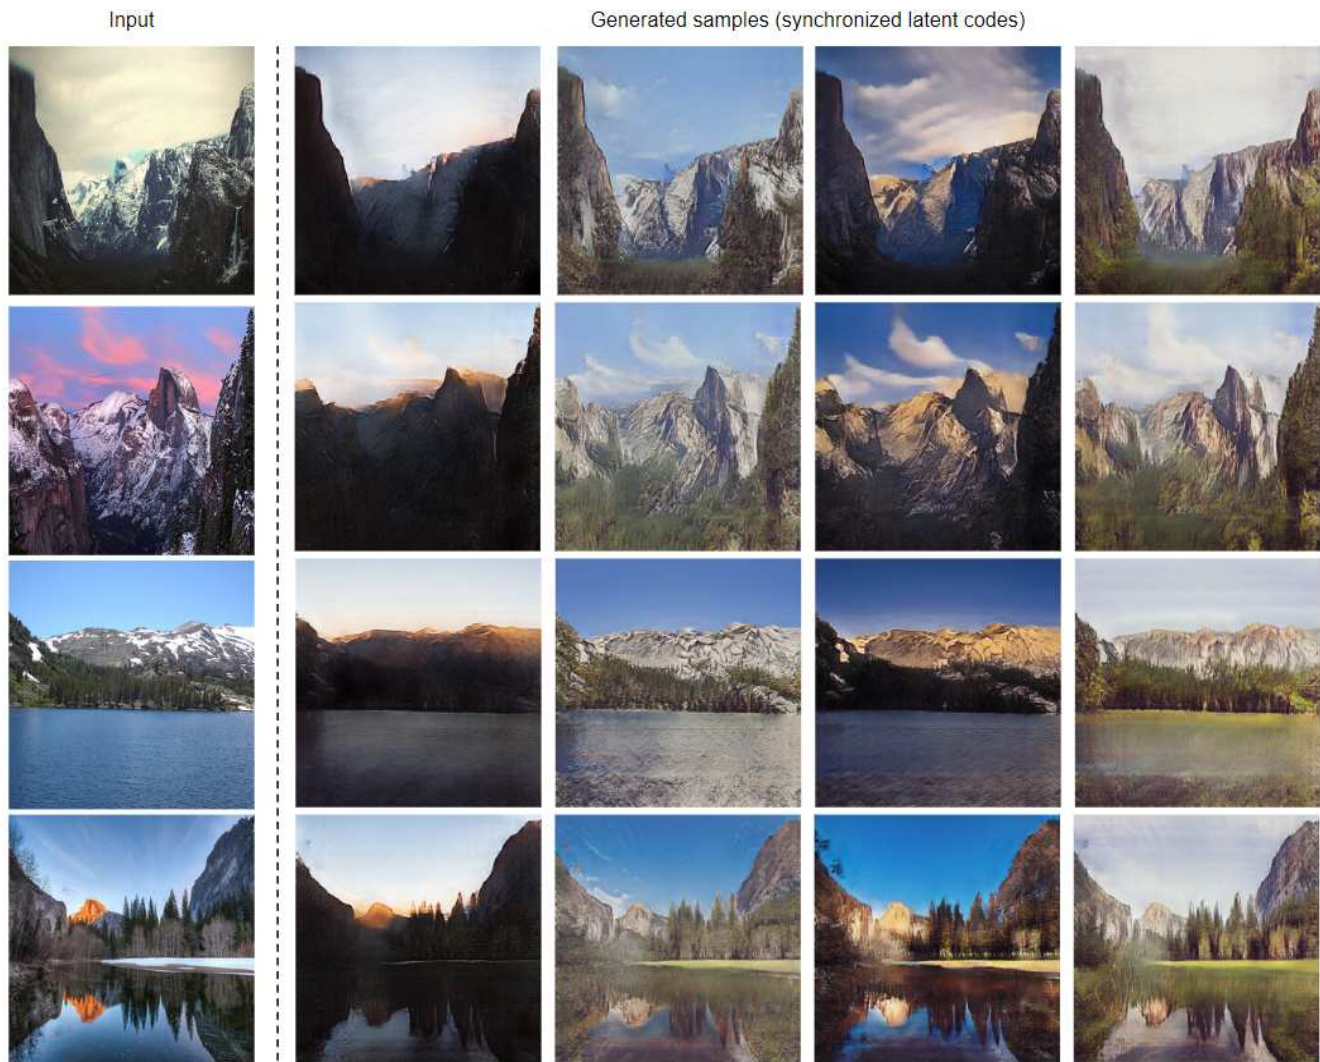 Input
Generated samples (synchronized latent codes)